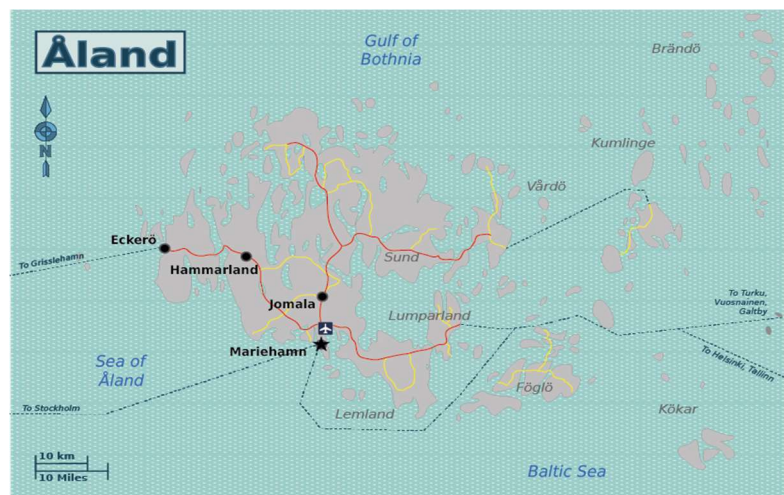 Åland
Gulf of
Bothnia
Brändö
N
Kumlinge
Vårdö
Eckerö
To Grisslehamn
Hammarland
Sund
Jomala
Lumparland
To Turku,
Vuosnainen,
Galtby
Mariehamn
To Helsinki, Tallinn
Sea of
Åland
Föglö
To Stockholm
Lemland
Kökar
10 km
10 Miles
Baltic Sea